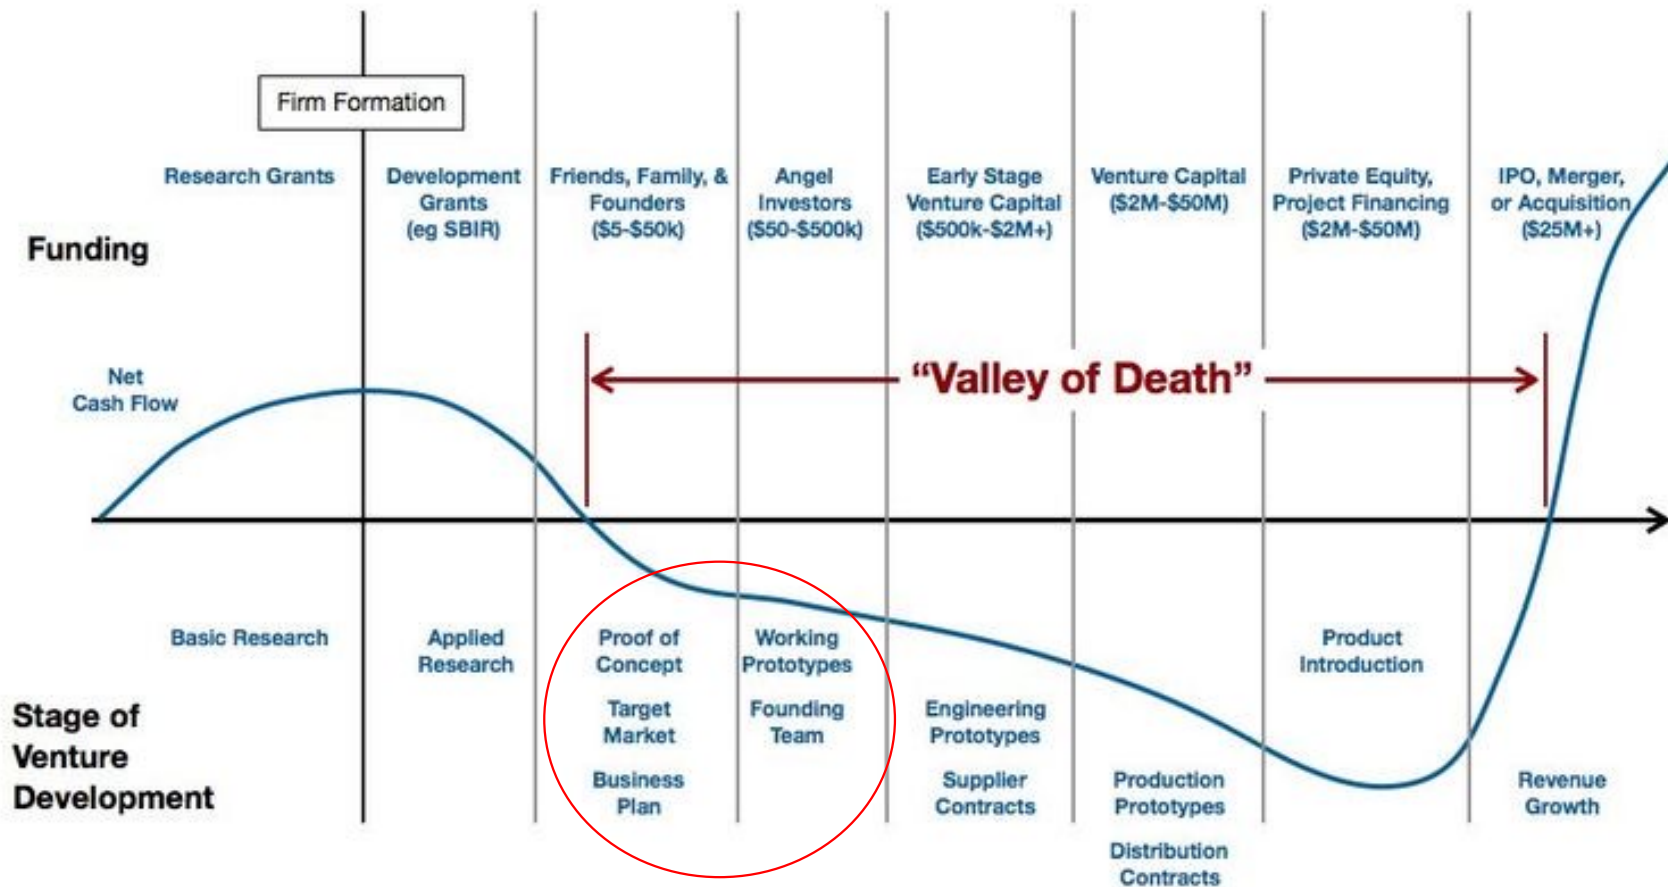 Firm Formation
Research Grants
Development
Grants
(eg SBIR)
Friends, Family, &
Founders
($5-$50k)
Angel
Investors
($50-$500k)
Early Stage
Venture Capital
($500k-$2M+)
Venture Capital
($2M-$50M)
Private Equity,
Project Financing
($2M-$50M)
IPO, Merger,
or Acquisition
($25M+)
Funding
Net
Cash Flow
“Valley of Death”
Basic Research
Applied
Research
Proof of
Concept
Target
Market
Business
Plan
Working
Prototypes
Founding
Team
Engineering
Prototypes
Supplier
Contracts
Production
Prototypes
Distribution
Contracts
Product
Introduction
Revenue
Growth
Stage of
Venture
Development